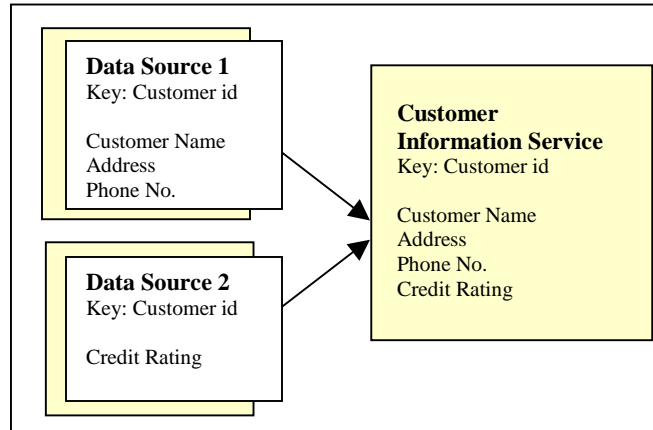 Data Source 1
Key: Customer id
Customer Name
Address
Phone No.
Data Source 2
Key: Customer id
Credit Rating
Customer
Information Service
Key: Customer id
Customer Name
Address
Phone No.
Credit Rating